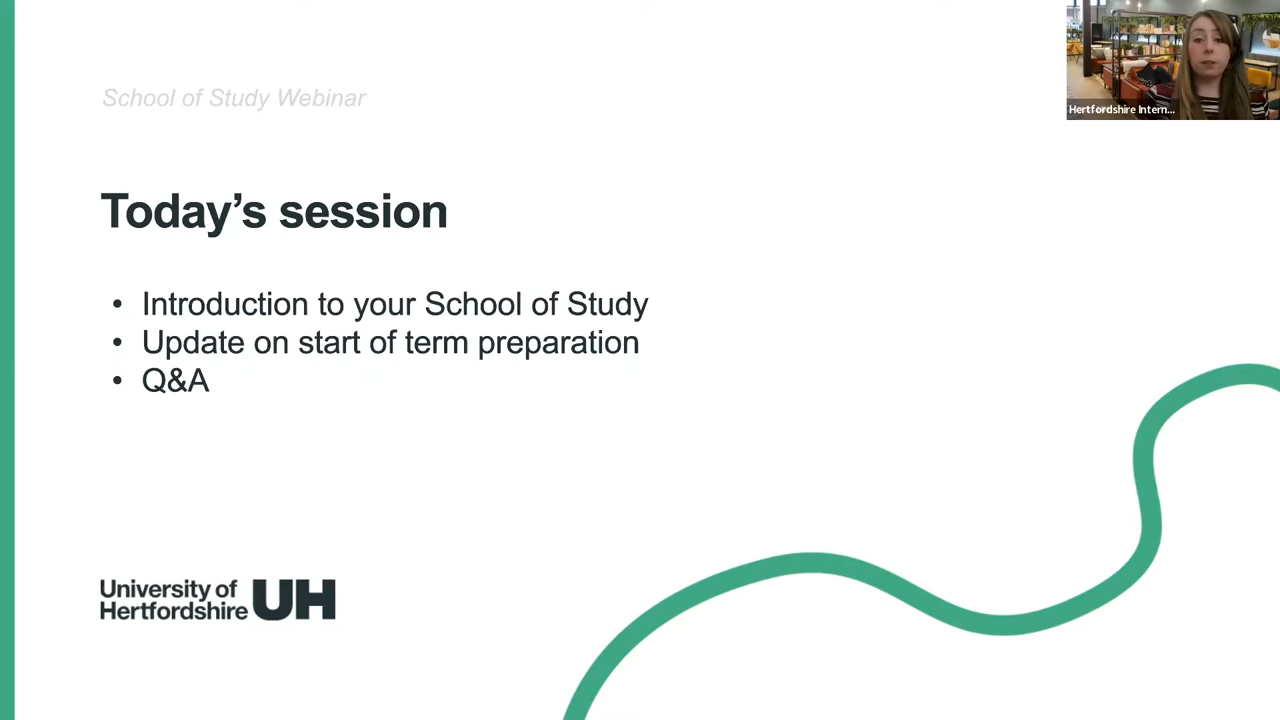 School of Study Webinar
Hertfordshire Intern...
Today's session
• Introduction to your School of Study
• Update on start of term preparation
• Q&A
University of
Hertfordshire UH